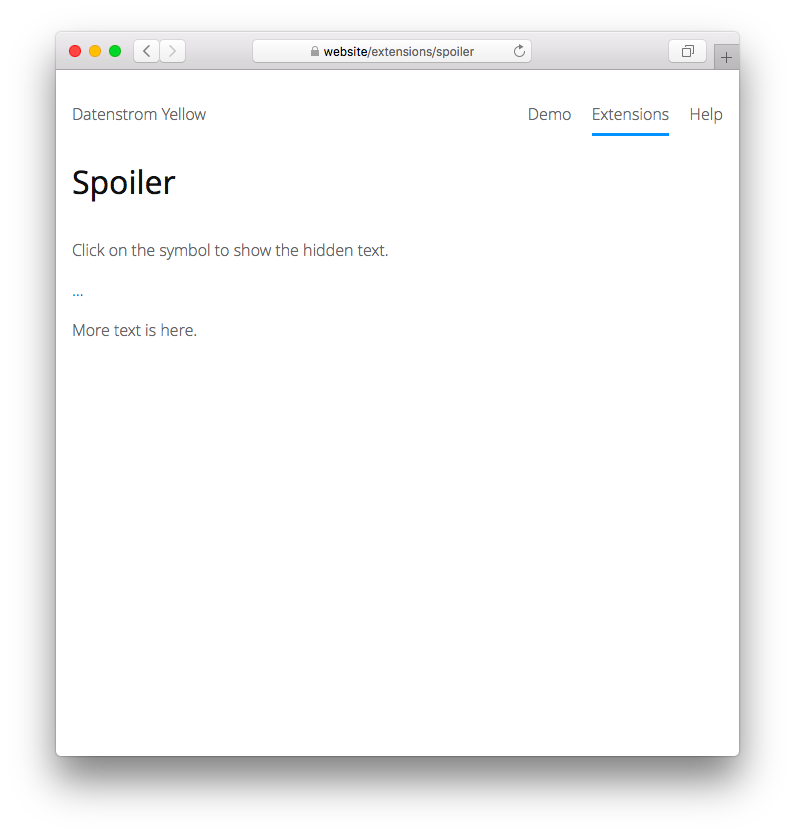 website/extensions/spoiler
Datenstrom Yellow
Demo Extensions Help
Spoiler
Click on the symbol to show the hidden text.
...
More text is here.